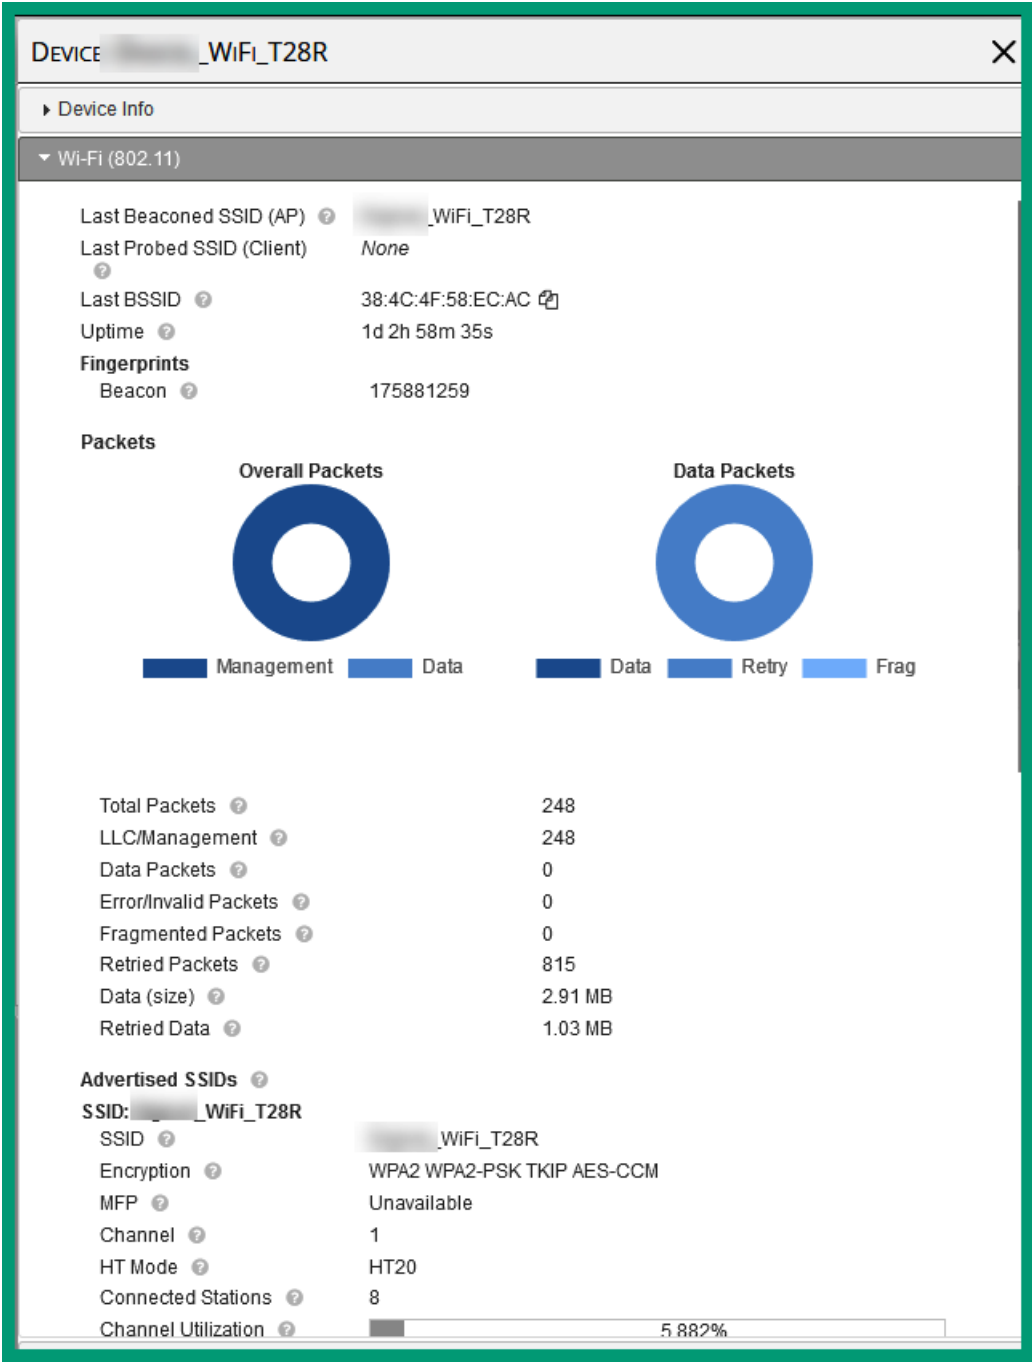 DEVICE _WIFI_T28R
Device Info
Wi-Fi (802.11)
Last Beaconed SSID (AP) _WiFi_T28R
Last Probed SSID (Client) None
Last BSSID 38:4C:4F:58:EC:AC
Uptime 1d 2h 58m 35s
Fingerprints
Beacon 175881259
Packets
Overall Packets Data Packets
Management Data Data Retry Frag
Total Packets 248
LLC/Management 248
Data Packets 0
Error/Invalid Packets 0
Fragmented Packets 0
Retried Packets 815
Data (size) 2.91 MB
Retried Data 1.03 MB
Advertised SSIDs
SSID: _WiFi_T28R
SSID _WiFi_T28R
Encryption WPA2 WPA2-PSK TKIP AES-CCM
MFP Unavailable
Channel 1
HT Mode HT20
Connected Stations 8
Channel Utilization 5.882%